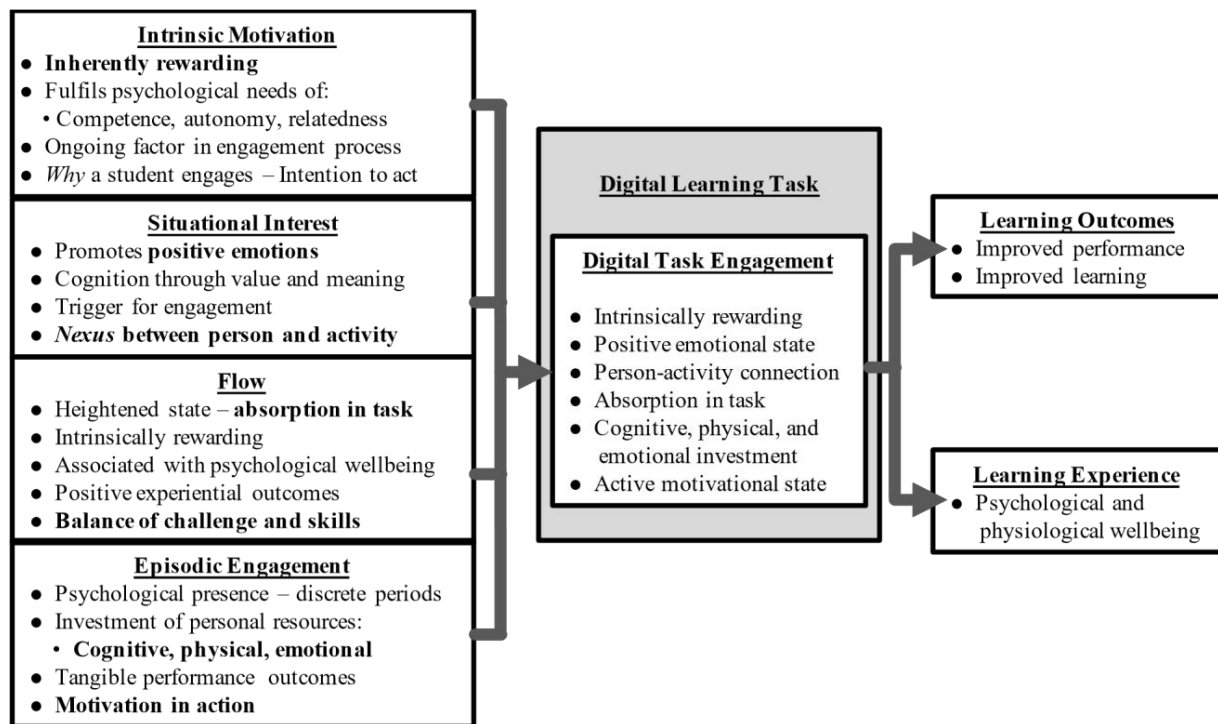 Intrinsic Motivation
● Inherently rewarding
● Fulfils psychological needs of:
• Competence, autonomy, relatedness
● Ongoing factor in engagement process
● Why a student engages – Intention to act
Situational Interest
● Promotes positive emotions
● Cognition through value and meaning
● Trigger for engagement
● Nexus between person and activity
Flow
● Heightened state – absorption in task
● Intrinsically rewarding
● Associated with psychological wellbeing
● Positive experiential outcomes
● Balance of challenge and skills
Episodic Engagement
● Psychological presence – discrete periods
● Investment of personal resources:
• Cognitive, physical, emotional
● Tangible performance outcomes
● Motivation in action
Digital Learning Task
Digital Task Engagement
● Intrinsically rewarding
● Positive emotional state
● Person-activity connection
● Absorption in task
● Cognitive, physical, and
emotional investment
● Active motivational state
Learning Outcomes
● Improved performance
● Improved learning
Learning Experience
● Psychological and
physiological wellbeing